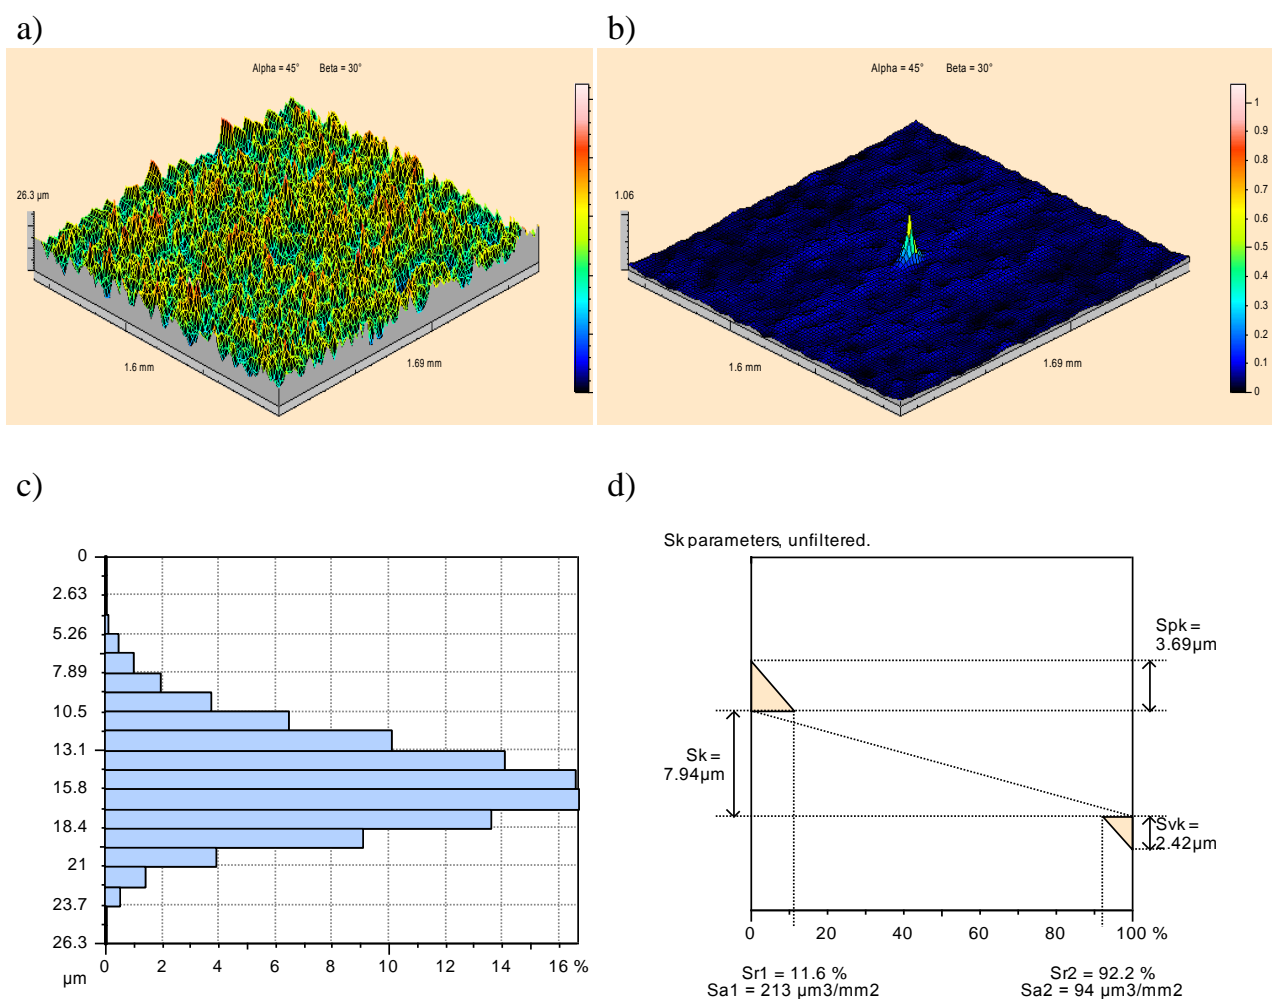 a)
Alpha = 45° Beta = 30°
26.3 µm
1.6 mm
1.69 mm
b)
Alpha = 45° Beta = 30°
1.06
1.6 mm
1.69 mm
1
0.9
0.8
0.7
0.6
0.5
0.4
0.3
0.2
0.1
0
c)
0
2.63
5.26
7.89
10.5
13.1
15.8
18.4
21
23.7
26.3
µm
0 2 4 6 8 10 12 14 16 %
d)
Sk parameters, unfiltered.
Spk =
3.69µm
Sk =
7.94µm
Svk =
2.42µm
0 20 40 60 80 100 %
Sr1 = 11.6 % Sr2 = 92.2 %
Sa1 = 213 µm3/mm2 Sa2 = 94 µm3/mm2